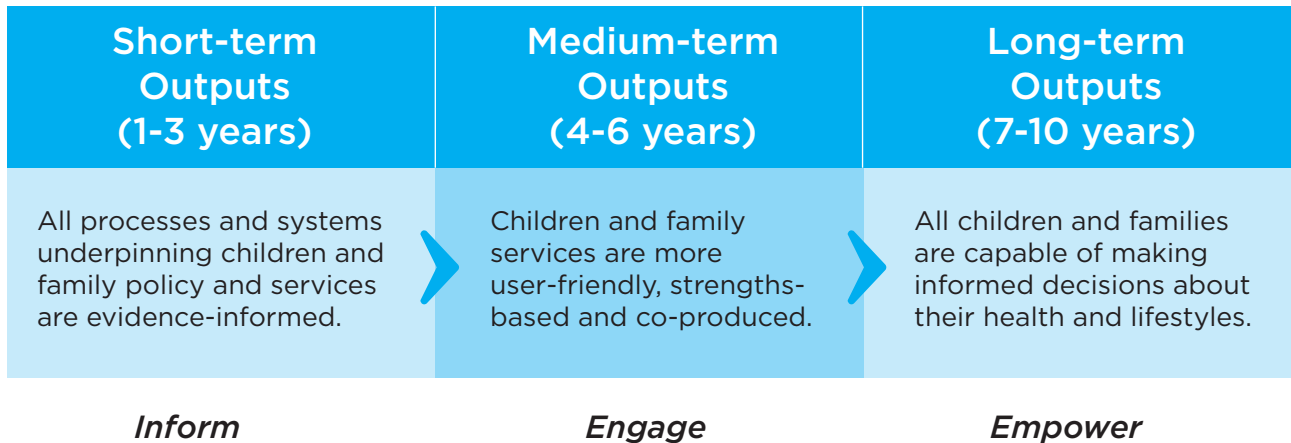 Short-term
Outputs
(1-3 years)
Medium-term
Outputs
(4-6 years)
Long-term
Outputs
(7-10 years)
All processes and systems
underpinning children and
family policy and services
are evidence-informed.
Children and family
services are more
user-friendly, strengths-
based and co-produced.
All children and families
are capable of making
informed decisions about
their health and lifestyles.
Inform
Engage
Empower